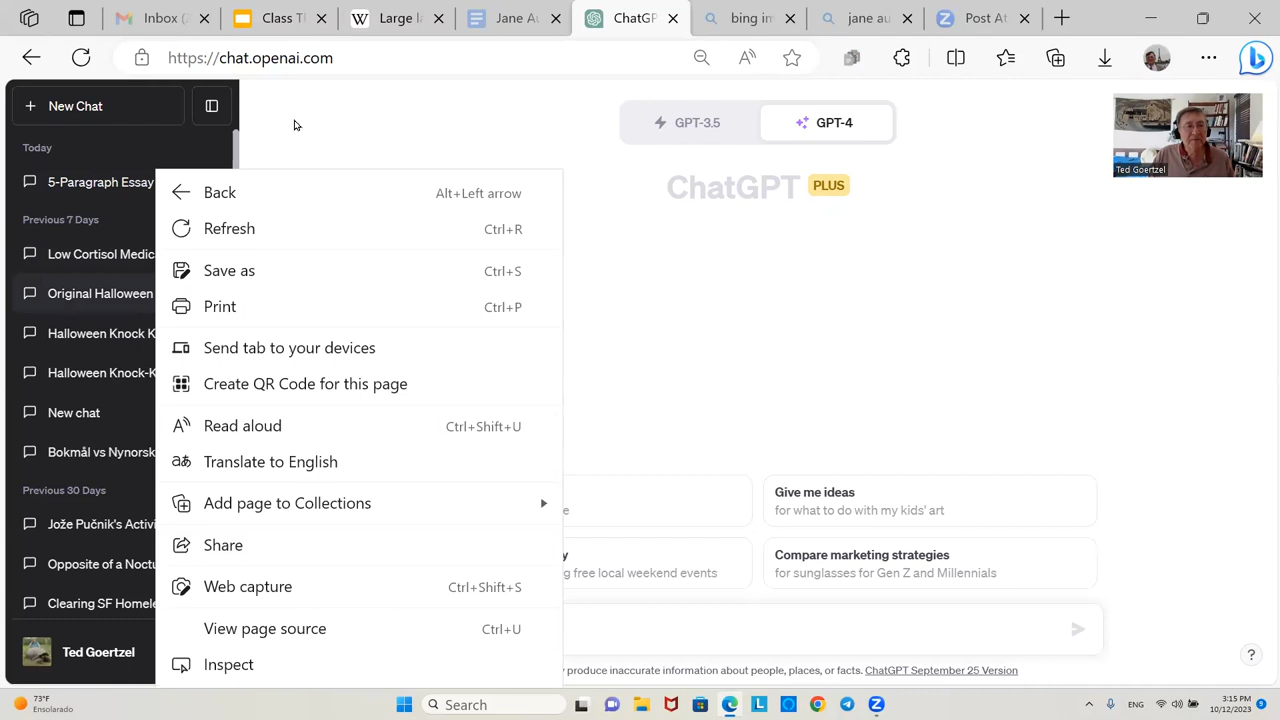 Inbox (
Class T
W Large l
Jane Au
ChatGP
bing im
jane au
Post At
https://chat.openai.com
New Chat
GPT-3.5
GPT-4
Today
ChatGPT PLUS
Ted Goertzel
5-Paragraph Essay
Back Alt+Left arrow
Previous 7 Days
Refresh Ctrl+R
Low Cortisol Medic
Save as Ctrl+S
Original Halloween
Print Ctrl+P
Halloween Knock K
Send tab to your devices
Halloween Knock-K
Create QR Code for this page
New chat
Read aloud Ctrl+Shift+U
Bokmål vs Nynorsk
Translate to English
Previous 30 Days
Add page to Collections
Give me ideas
for what to do with my kids' art
Jože Pučnik's Activi
Share
Opposite of a Noctu
Compare marketing strategies
for sunglasses for Gen Z and Millennials
y
g free local weekend events
Web capture Ctrl+Shift+S
Clearing SF Homele
View page source Ctrl+U
Ted Goertzel
Inspect
y produce inaccurate information about people, places, or facts. ChatGPT September 25 Version
?
73°F
Ensolarado
Search
L
ENG
3:15 PM
10/12/2023